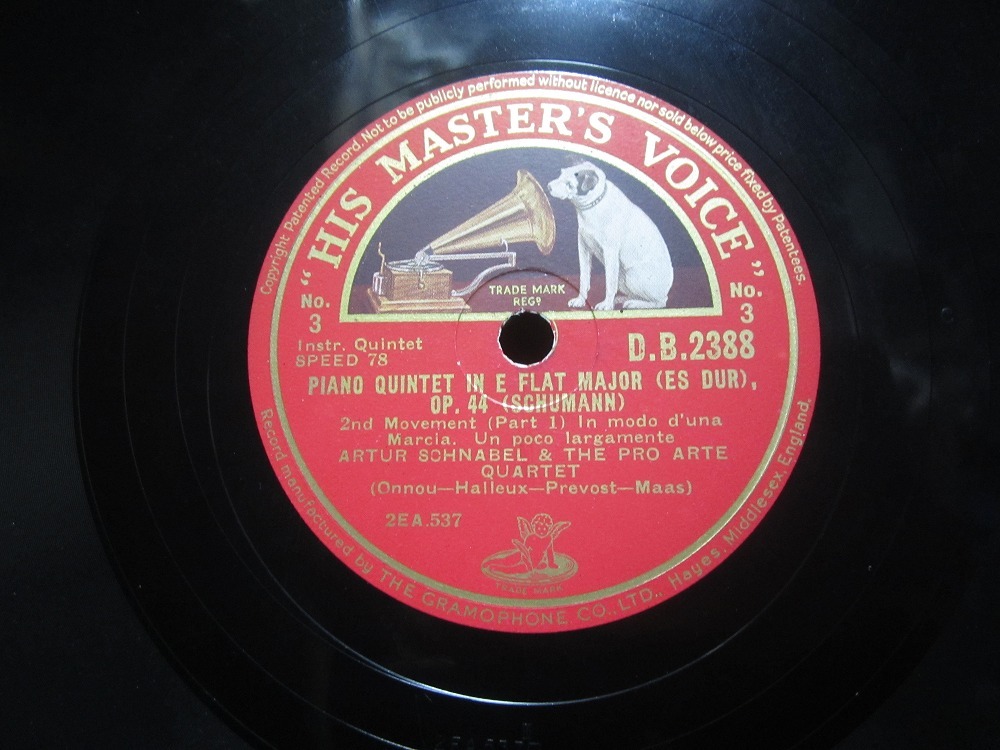 Copyright Patented Record. Not to be publicly performed without licence nor sold below price fixed by Patentees.
"HIS MASTER'S VOICE"
TRADE MARK
REGD
No.
3
No.
3
Instr. Quintet
SPEED 78
D.B.2388
PIANO QUINTET IN E FLAT MAJOR (ES DUR),
OP. 44 (SCHUMANN)
2nd Movement (Part 1) In modo d'una
Marcia. Un poco largamente
ARTUR SCHNABEL & THE PRO ARTE
QUARTET
(Onnou—Halleux—Prevost—Maas)
2EA.537
TRADE MARK
Record manufactured by THE GRAMOPHONE CO., LTD., Hayes, Middlesex, England.